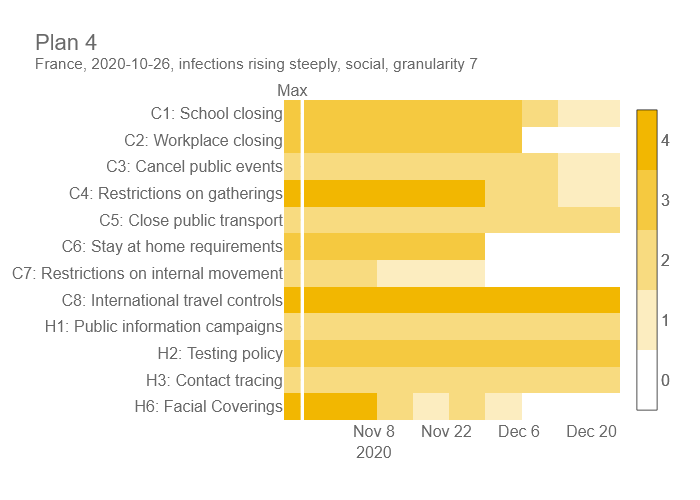 Plan 4
France, 2020-10-26, infections rising steeply, social, granularity 7
Max
C1: School closing
C2: Workplace closing
C3: Cancel public events
C4: Restrictions on gatherings
C5: Close public transport
C6: Stay at home requirements
C7: Restrictions on internal movement
C8: International travel controls
H1: Public information campaigns
H2: Testing policy
H3: Contact tracing
H6: Facial Coverings
Nov 8 Nov 22 Dec 6 Dec 20
2020
4
3
2
1
0